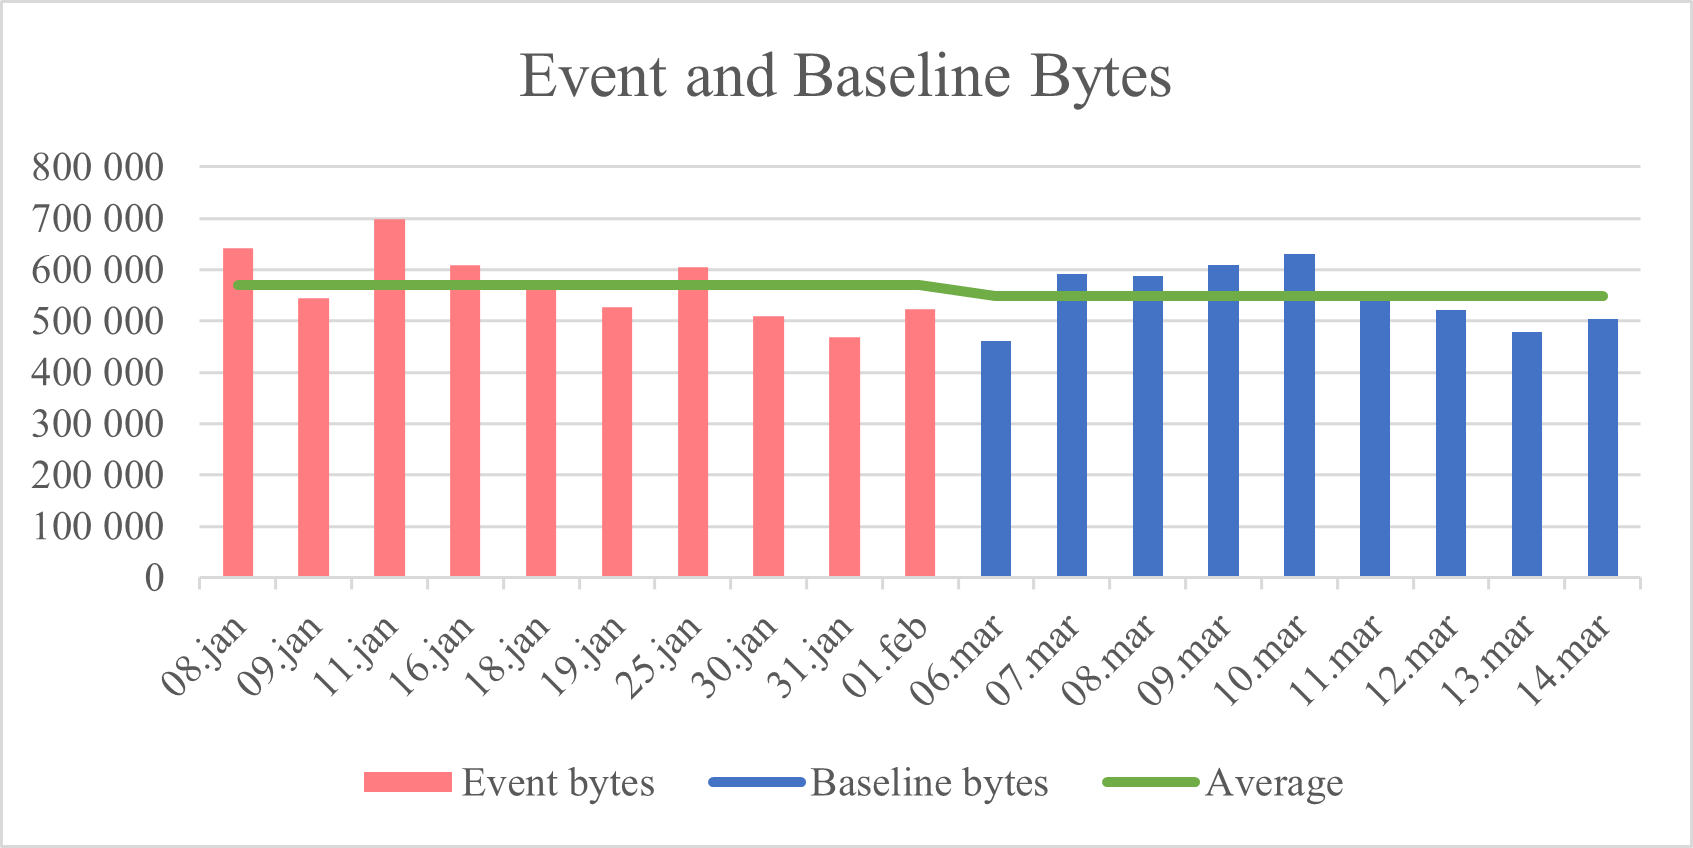 Event and Baseline Bytes
800 000
700 000
600 000
500 000
400 000
300 000
200 000
100 000
0
08.jan
09.jan
11.jan
16.jan
18.jan
19.jan
25.jan
30.jan
31.jan
01.feb
06.mar
07.mar
08.mar
09.mar
10.mar
11.mar
12.mar
13.mar
14.mar
Event bytes
Baseline bytes
Average